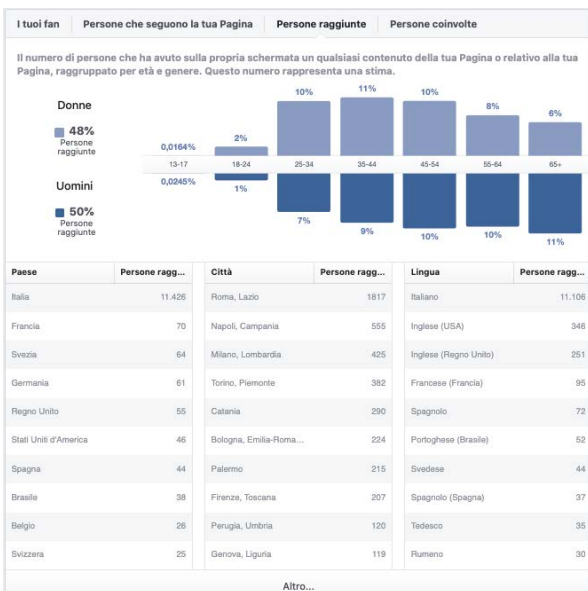 I tuoi fan
Persone che seguono la tua Pagina
Persone raggiunte
Persone coinvolte
Il numero di persone che ha avuto sulla propria schermata un qualsiasi contenuto della tua Pagina o relativo alla tua
Pagina, raggruppato per età e genere. Questo numero rappresenta una stima.
Donne
48%
Persone
raggiunte
0,0164%
2%
10%
11%
10%
8%
6%
13-17
18-24
25-34
35-44
45-54
55-64
65+
Uomini
50%
Persone
raggiunte
0,0245%
1%
7%
9%
10%
10%
11%
Paese Persone ragg... Città Persone ragg... Lingua Persone ragg...
Italia 11.426 Roma, Lazio 1817 Italiano 11.106
Francia 70 Napoli, Campania 555 Inglese (USA) 346
Svezia 64 Milano, Lombardia 425 Inglese (Regno Unito) 251
Germania 61 Torino, Piemonte 382 Francese (Francia) 95
Regno Unito 55 Catania 290 Spagnolo 72
Stati Uniti d'America 46 Bologna, Emilia-Roma... 224 Portoghese (Brasile) 52
Spagna 44 Palermo 215 Svedese 44
Brasile 38 Firenze, Toscana 207 Spagnolo (Spagna) 37
Belgio 26 Perugia, Umbria 120 Tedesco 35
Svizzera 25 Genova, Liguria 119 Rumeno 30
Altro...